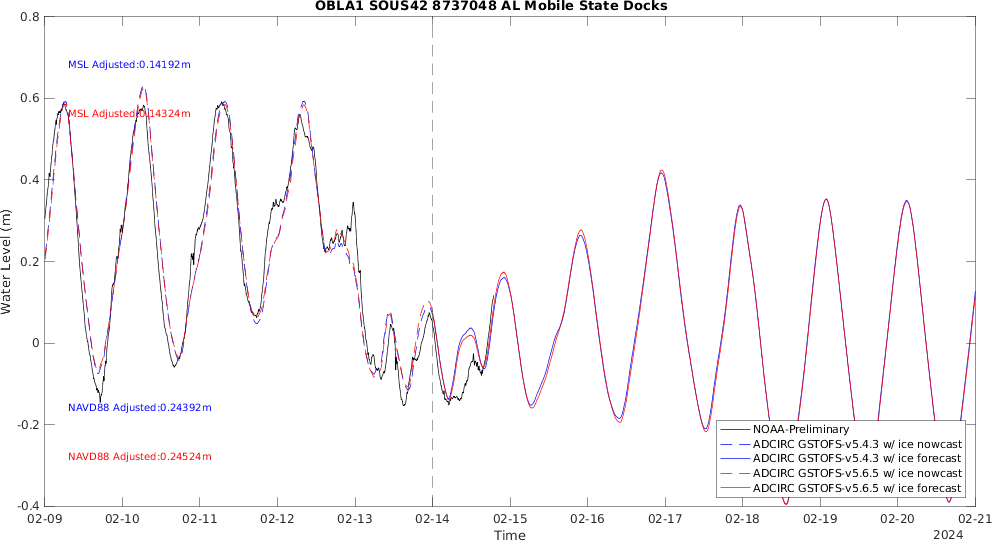 OBLA1 SOUS42 8737048 AL Mobile State Docks
0.8
0.6
0.4
0.2
0
-0.2
-0.4
Water Level (m)
MSL Adjusted:0.14192m
MSL Adjusted:0.14324m
NAVD88 Adjusted:0.24392m
NAVD88 Adjusted:0.24524m
NOAA-Preliminary
ADCIRC GSTOFS-v5.4.3 w/ ice nowcast
ADCIRC GSTOFS-v5.4.3 w/ ice forecast
ADCIRC GSTOFS-v5.6.5 w/ ice nowcast
ADCIRC GSTOFS-v5.6.5 w/ ice forecast
02-09 02-10 02-11 02-12 02-13 02-14 02-15 02-16 02-17 02-18 02-19 02-20 02-21
Time
2024